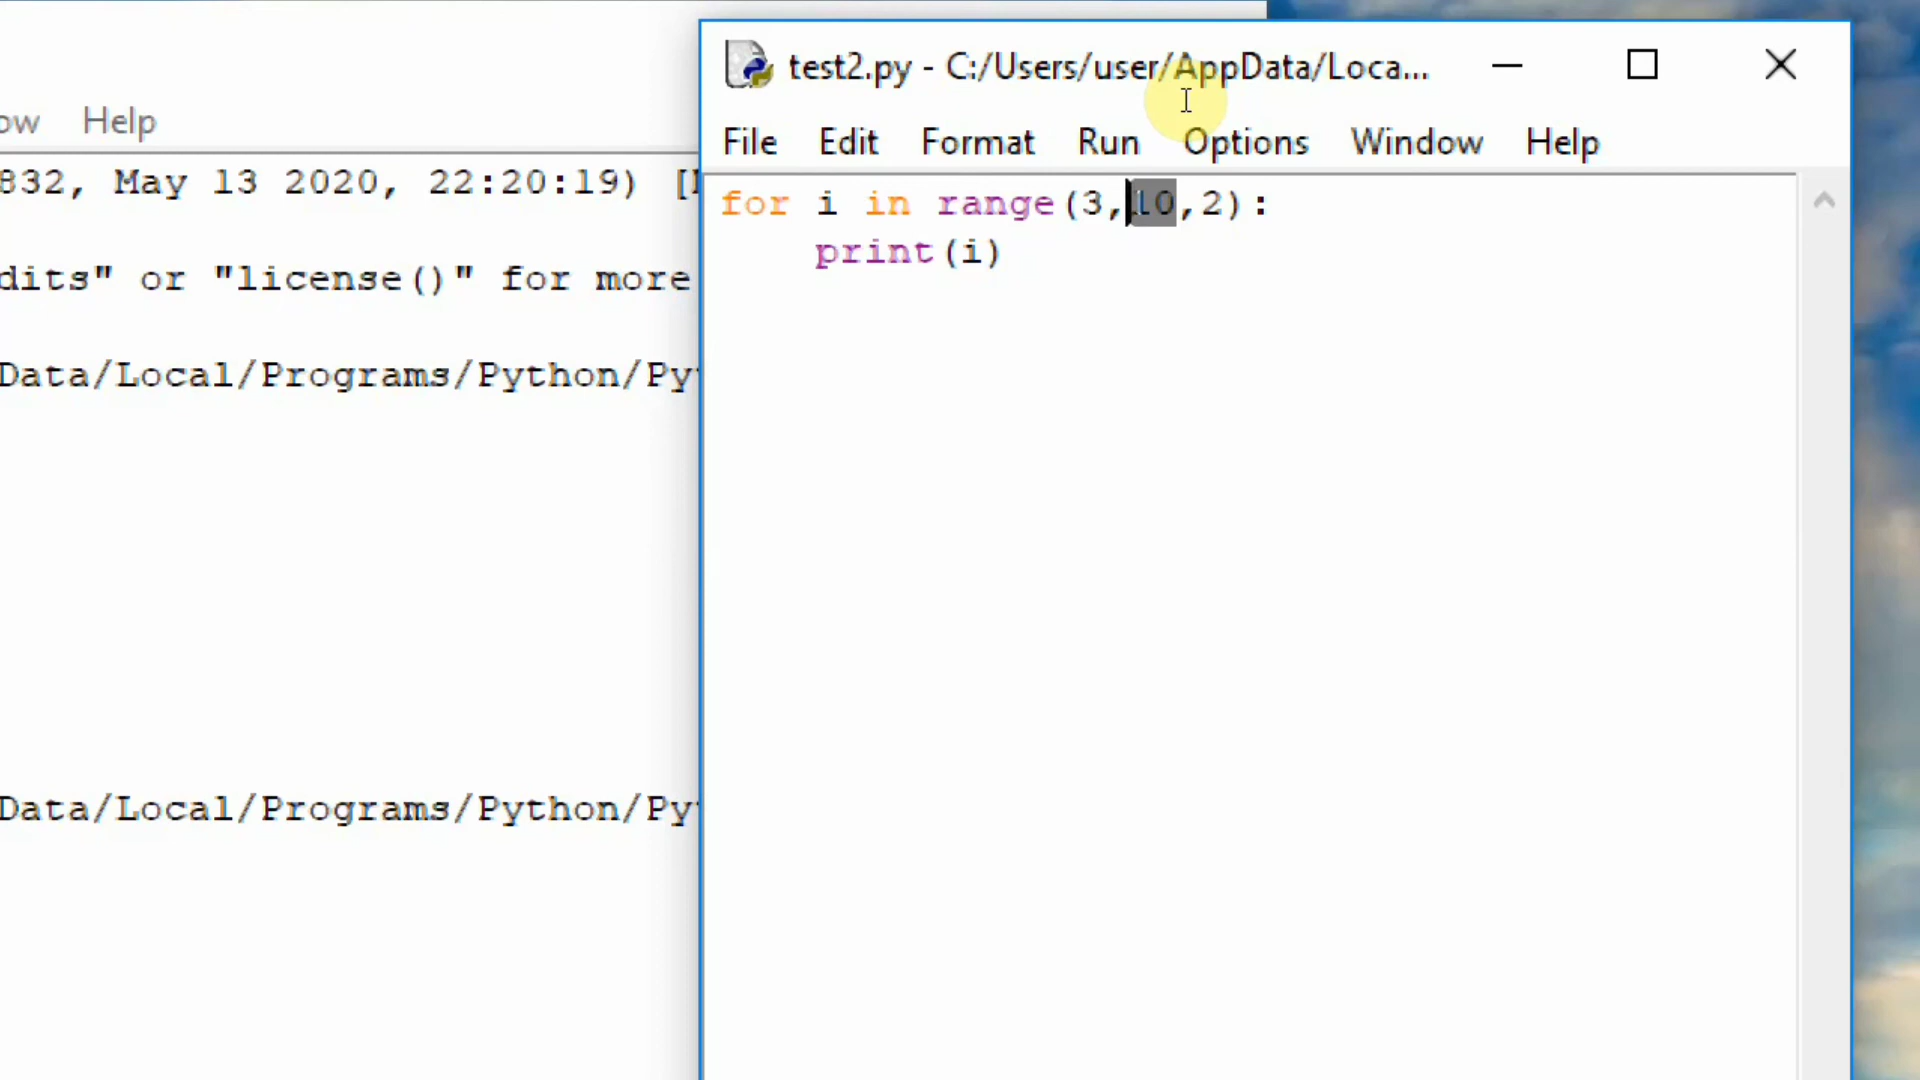 ow Help
832, May 13 2020, 22:20:19) [
dits" or "license()" for more
Data/Local/Programs/Python/Py
Data/Local/Programs/Python/Py
test2.py - C:/Users/user/AppData/Loca...
File Edit Format Run Options Window Help
for i in range(3,10,2):
    print(i)